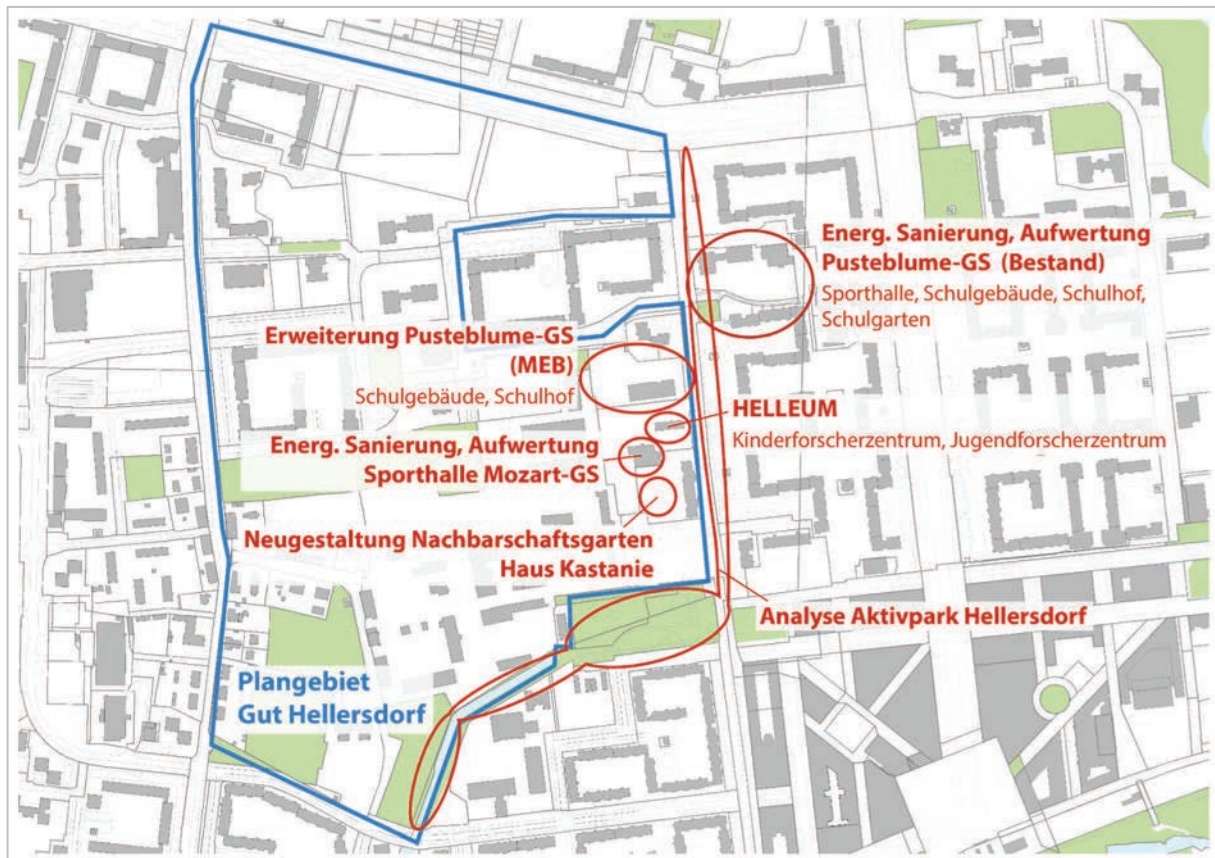 Energ. Sanierung, Aufwertung
Pusteblume-GS (Bestand)
Sporthalle, Schulgebäude, Schulhof,
Schulgarten
Erweiterung Pusteblume-GS
(MEB)
Schulgebäude, Schulhof
HELLEUM
Kinderforscherzentrum, Jugendforscherzentrum
Energ. Sanierung, Aufwertung
Sporthalle Mozart-GS
Neugestaltung Nachbarschaftsgarten
Haus Kastanie
Analyse Aktivpark Hellersdorf
Plangebiet
Gut Hellersdorf